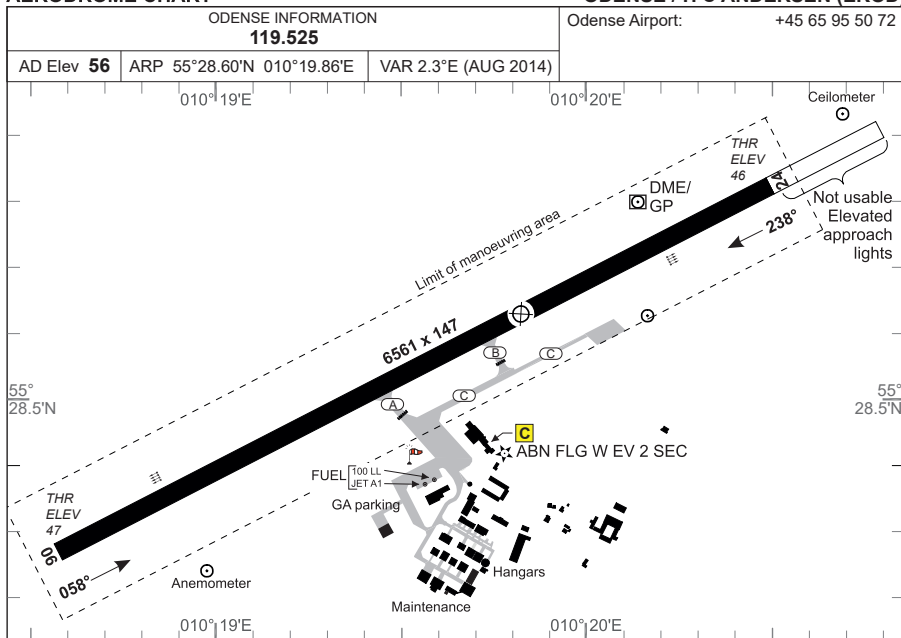 ODENSE INFORMATION
119.525
Odense Airport: +45 65 95 50 72
AD Elev 56 ARP 55°28.60'N 010°19.86'E VAR 2.3°E (AUG 2014)
010°19'E 010°20'E
Ceilometer
THR
ELEV
46
24
DME/
GP
Not usable
Elevated
approach
lights
238°
Limit of manoeuvring area
6561 x 147
B
C
55°
28.5'N
55°
28.5'N
C
A
C
ABN FLG W EV 2 SEC
FUEL
100 LL
JET A1
GA parking
THR
ELEV
47
06
058°
Anemometer
Hangars
Maintenance
010°19'E 010°20'E